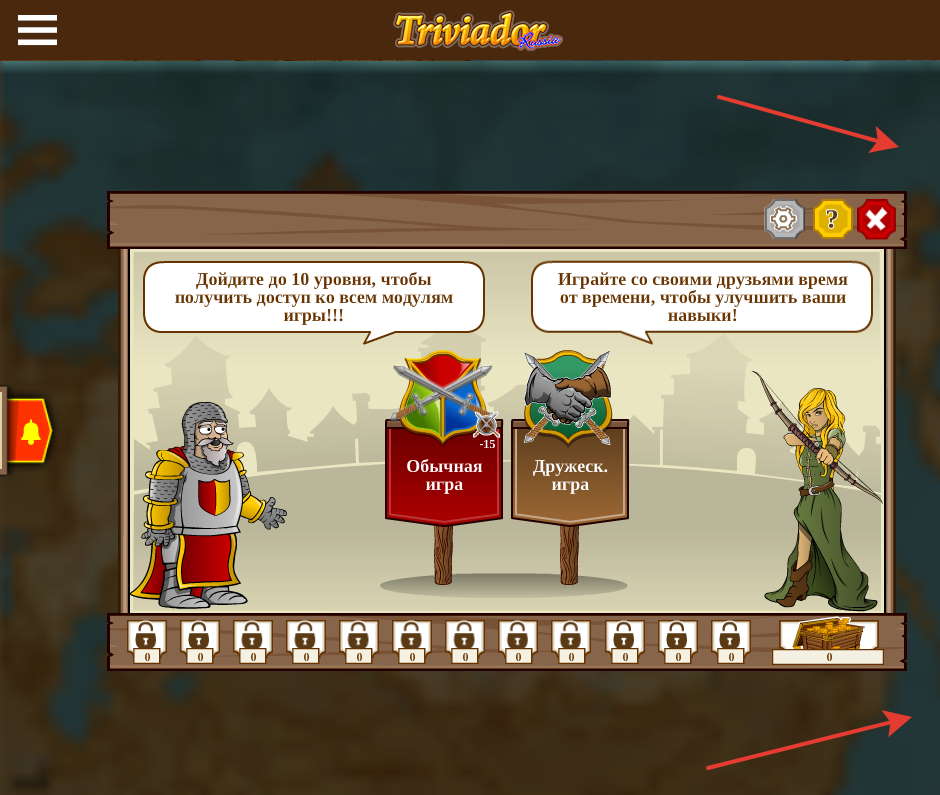 Triviador
Russia
?
Дойдите до 10 уровня, чтобы
получить доступ ко всем модулям
игры!!!
Играйте со своими друзьями время
от времени, чтобы улучшить ваши
навыки!
-15
Обычная
игра
Дружеск.
игра
0 0 0 0 0 0 0 0 0 0 0 0 0